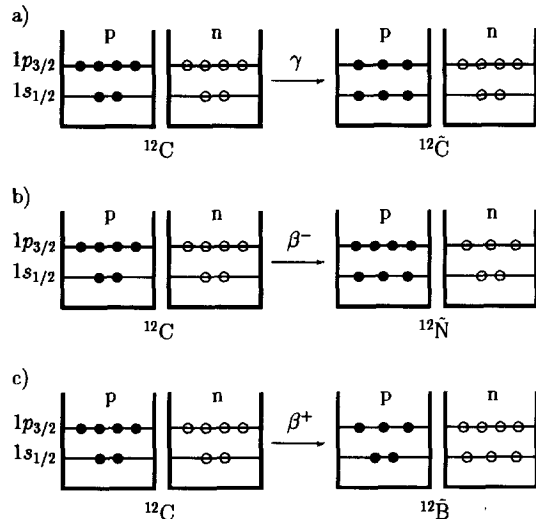 a)
p n p n
1p₃/₂ γ
1s₁/₂
¹²C ¹²C̃
b)
p n p n
1p₃/₂ β⁻
1s₁/₂
¹²C ¹²Ñ
c)
p n p n
1p₃/₂ β⁺
1s₁/₂
¹²C ¹²B̃